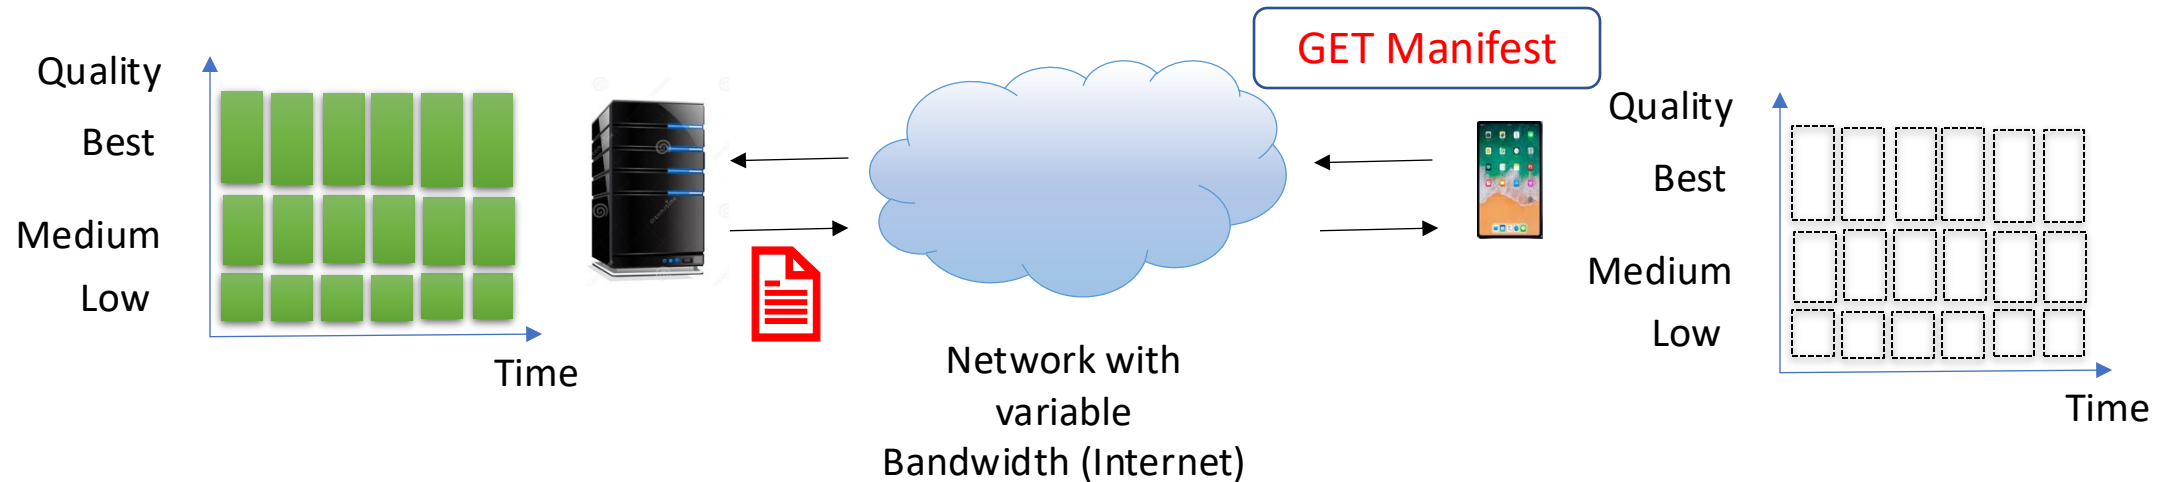 GET Manifest
Quality
Best
Medium
Low
Time
Network with
variable
Bandwidth (Internet)
Quality
Best
Medium
Low
Time